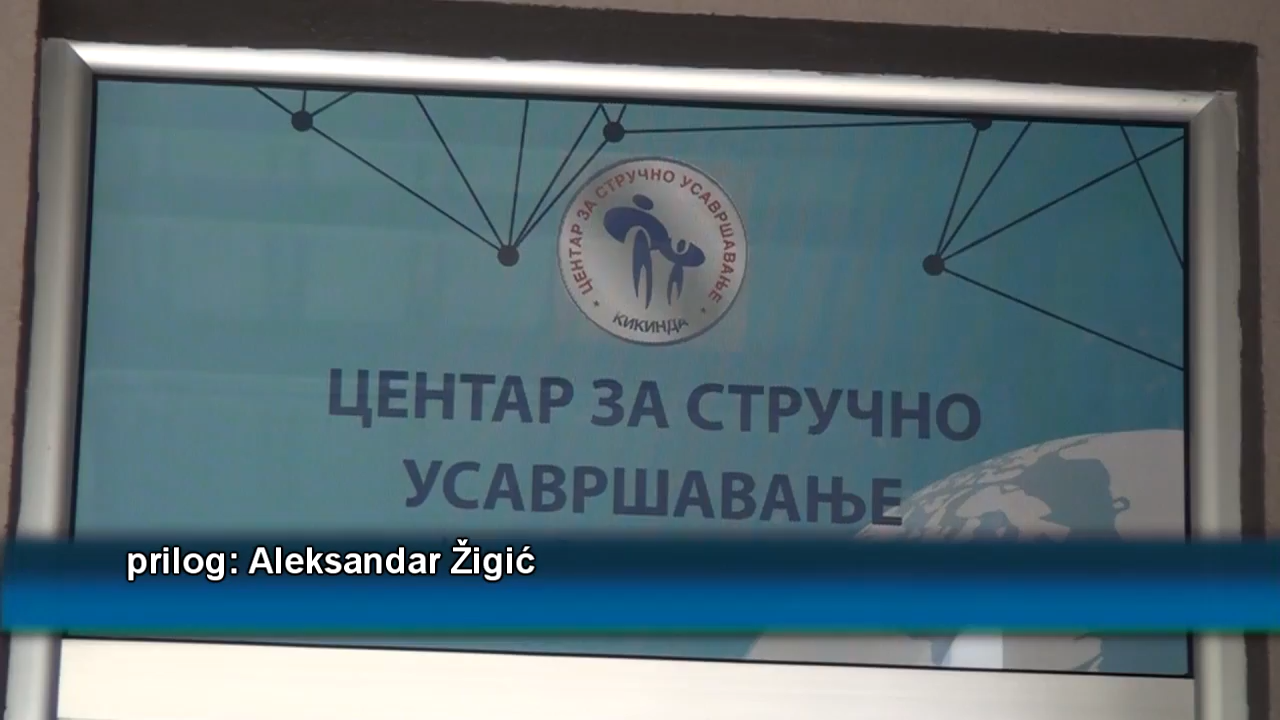 ЦЕНТАР ЗА СТРУЧНО УСАВРШАВАЊЕ
КИКИНДА
ЦЕНТАР ЗА СТРУЧНО
УСАВРШАВАЊЕ
prilog: Aleksandar Žigić